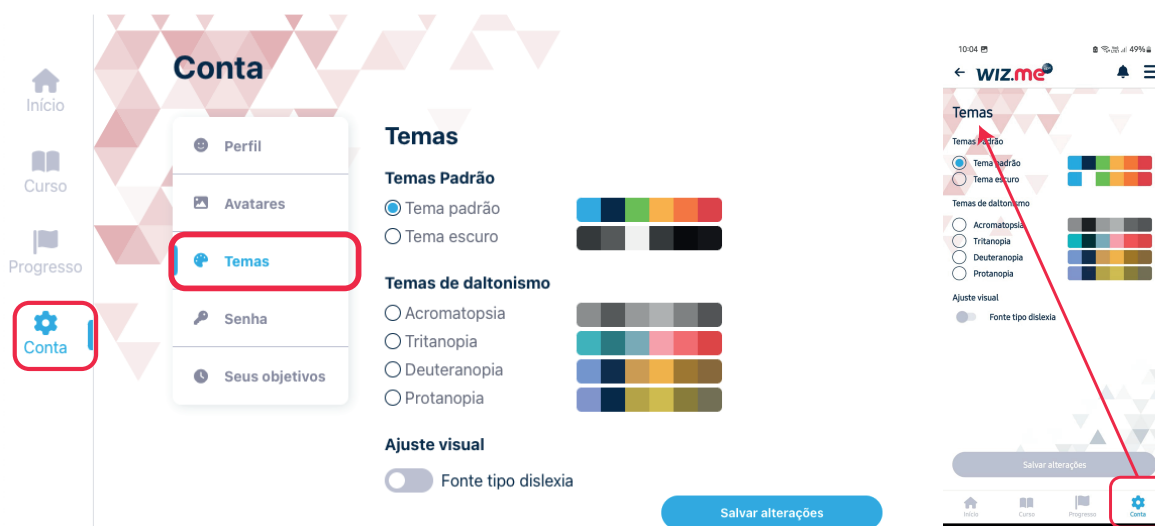 Início
Curso
Progresso
Conta
Conta
Perfil
Avatares
Temas
Senha
Seus objetivos
Temas
Temas Padrão
Tema padrão
Tema escuro
Temas de daltonismo
Acromatopsia
Tritanopia
Deuteranopia
Protanopia
Ajuste visual
Fonte tipo dislexia
Salvar alterações
10:04
49%
wiz.me
Temas
Temas Padrão
Tema padrão
Tema escuro
Temas de daltonismo
Acromatopsia
Tritanopia
Deuteranopia
Protanopia
Ajuste visual
Fonte tipo dislexia
Salvar alterações
Início
Curso
Progresso
Conta